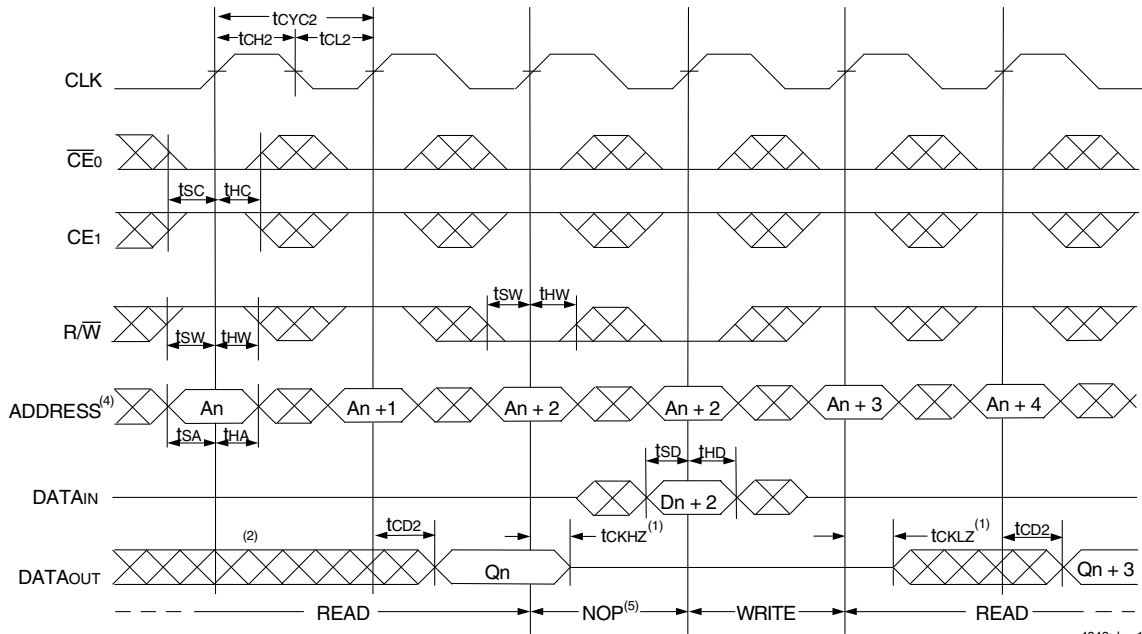 tCYC2
tCH2 tCL2
CLK
CE0
tSC tHC
CE1
tSW tHW
R/W
tSW tHW
ADDRESS(4) An An +1 An + 2 An + 2 An + 3 An + 4
tSA tHA
tSD tHD
DATAIN Dn + 2
(2) tCD2 tCKHZ(1) tCKLZ(1) tCD2
DATAOUT Qn Qn + 3
READ NOP(5) WRITE READ